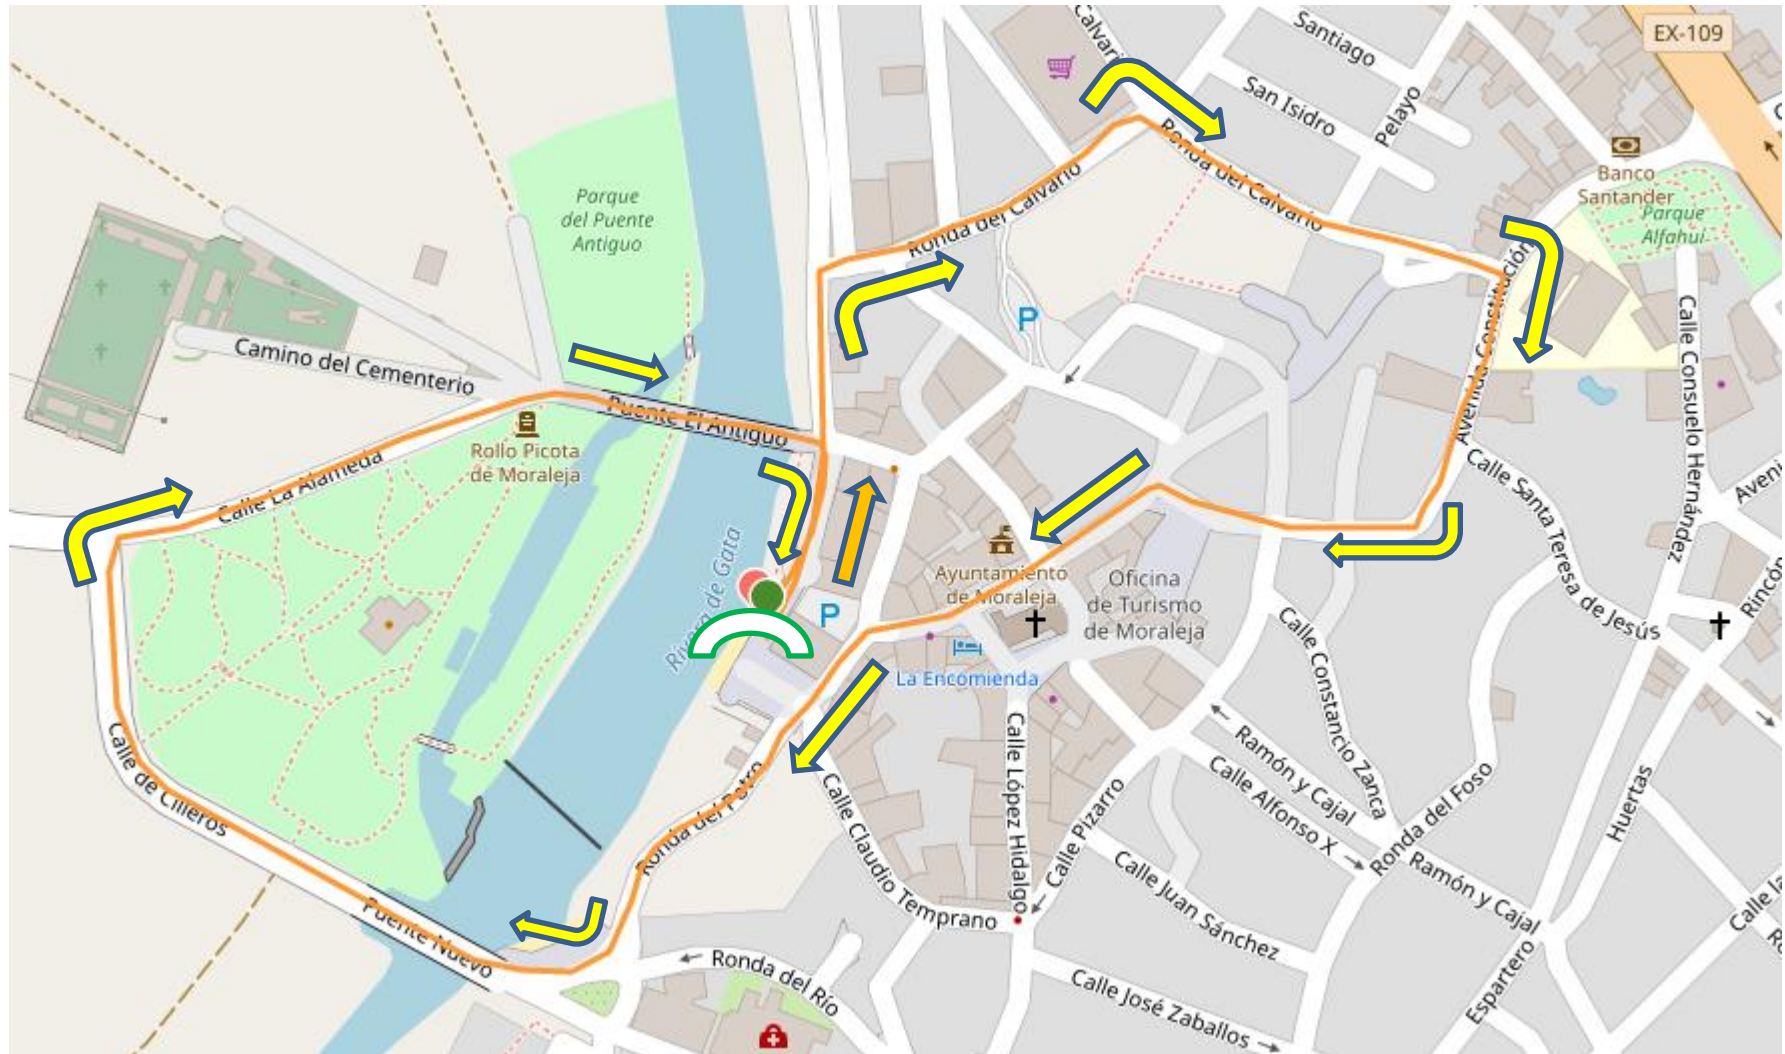 Calvario
Santiago
EX-109
San Isidro
Pelayo
Ronda del Calvario
Banco
Santander
Parque
Alfahuí
Parque
del Puente
Antiguo
Ronda del Calvario
Avenida Constitución
Calle Consuelo Hernández
P
Camino del Cementerio
Puente El Antiguo
Rollo Picota
de Moraleja
Calle La Alameda
Calle Santa Teresa de Jesús
Rivera de Gata
P
Ayuntamiento
de Moraleja
Oficina
de Turismo
de Moraleja
La Encomienda
Rincón
Calle Constancio Zanca
Calle López Hidalgo
Ramón y Cajal
Calle Alfonso X
Ronda del Foso
Huertas
Calle de Cilleros
Ronda del Potro
Calle Claudio Temprano
Calle Pizarro
Calle Juan Sánchez
Ramón y Cajal
Puente Nuevo
Ronda del Río
Calle José Zaballos
Espartero